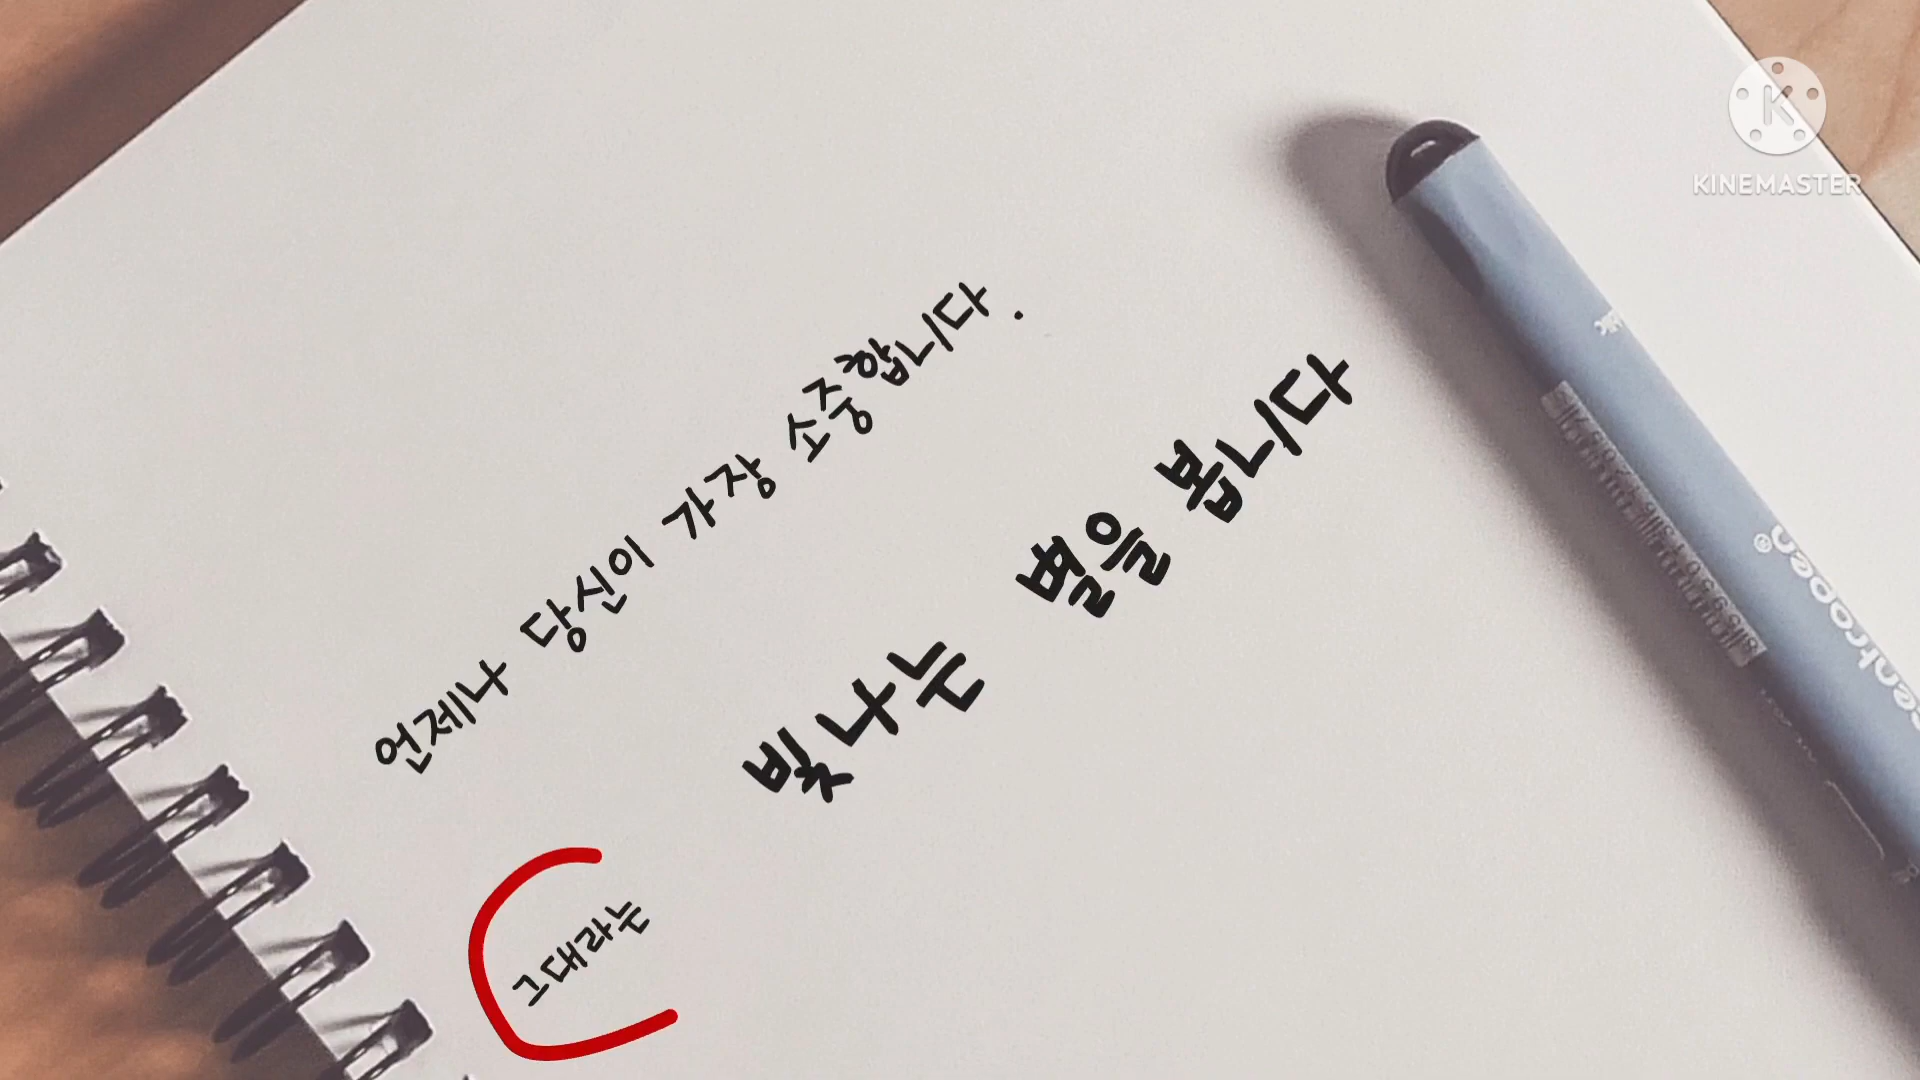 KINEMASTER
언제나 당신이 가장 소중합니다.
그대라는
빛나는 별을 봅니다
centropen®